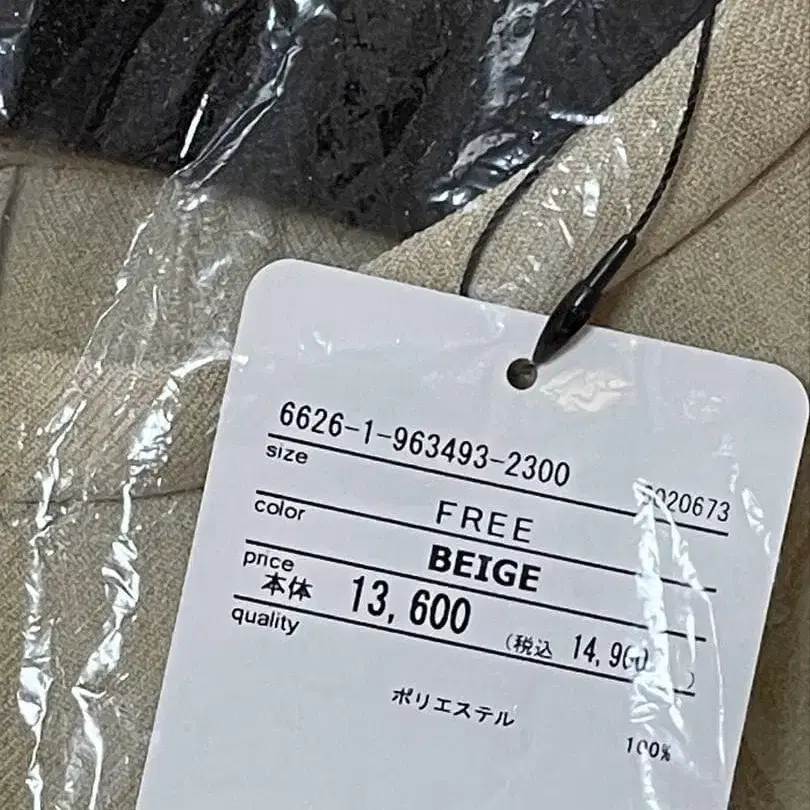 6626-1-963493-2300
size FREE
color BEIGE
price 本体 13,600 (税込
quality
ポリエステル 100%